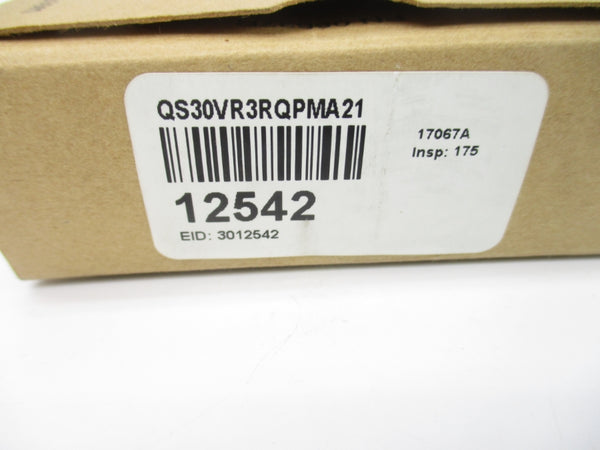 QS30VR3RQPMA21
17067A
Insp: 175
12542
EID: 3012542